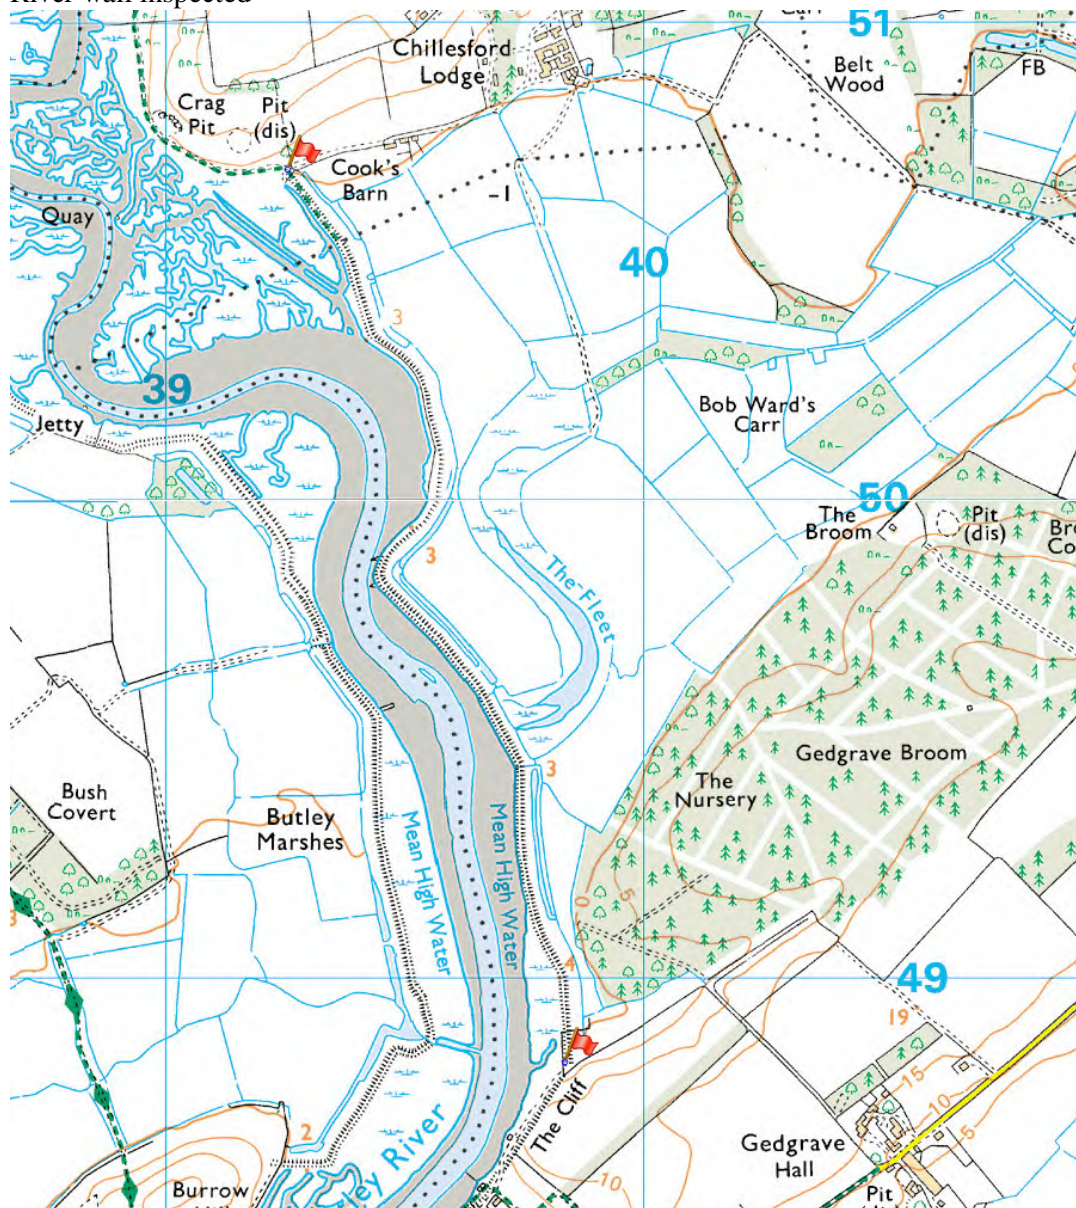 51
Chillesford
Lodge
Belt
Wood
FB
Crag
Pit
Pit
(dis)
Cook's
Barn
-1
Quay
40
3
39
Jetty
Bob Ward's
Carr
50
The
Broom
Pit
(dis)
3
The Fleet
Gedgrave Broom
The
Nursery
3
Bush
Covert
Butley
Marshes
Mean High Water
Mean High Water
0
5
4
49
19
15
10
5
The Cliff
2
Gedgrave
Hall
10
Burrow
River
Pit